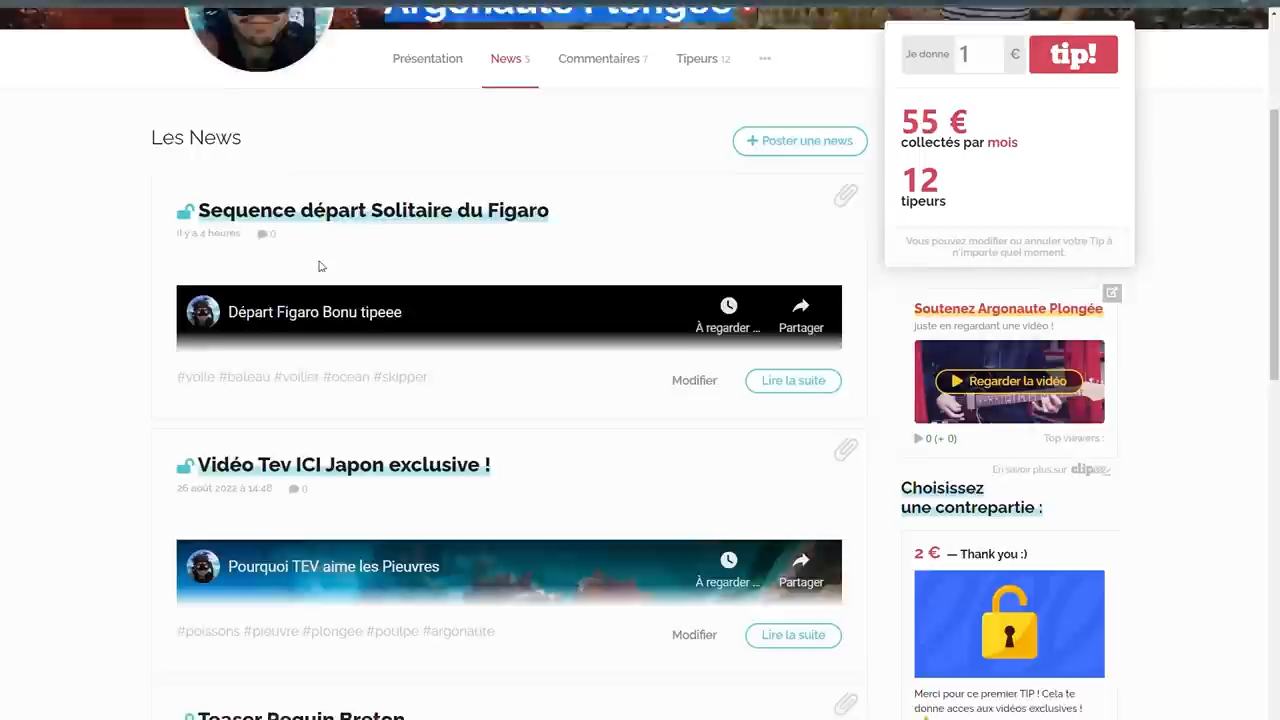 Argonaute Plongée
Présentation
News 5
Commentaires 7
Tipeurs 12
Je donne 1 €
tip!
55 €
collectés par mois
12
tipeurs
Vous pouvez modifier ou annuler votre Tip à
n'importe quel moment.
Les News
+ Poster une news
Sequence départ Solitaire du Figaro
il y a 4 heures 0
Départ Figaro Bonu tipeee
À regarder ...
Partager
#voile #bateau #voilier #ocean #skipper
Modifier
Lire la suite
Vidéo Tev ICI Japon exclusive !
26 août 2022 à 14:48 0
Pourquoi TEV aime les Pieuvres
À regarder ...
Partager
#poissons #pieuvre #plongee #poulpe #argonaute
Modifier
Lire la suite
Teaser Requin Breton
Soutenez Argonaute Plongée
juste en regardant une vidéo !
Regarder la vidéo
0 (+ 0)
Top viewers :
En savoir plus sur
Choisissez
une contrepartie :
2 € — Thank you :)
Merci pour ce premier TIP ! Cela te
donne acces aux vidéos exclusives !